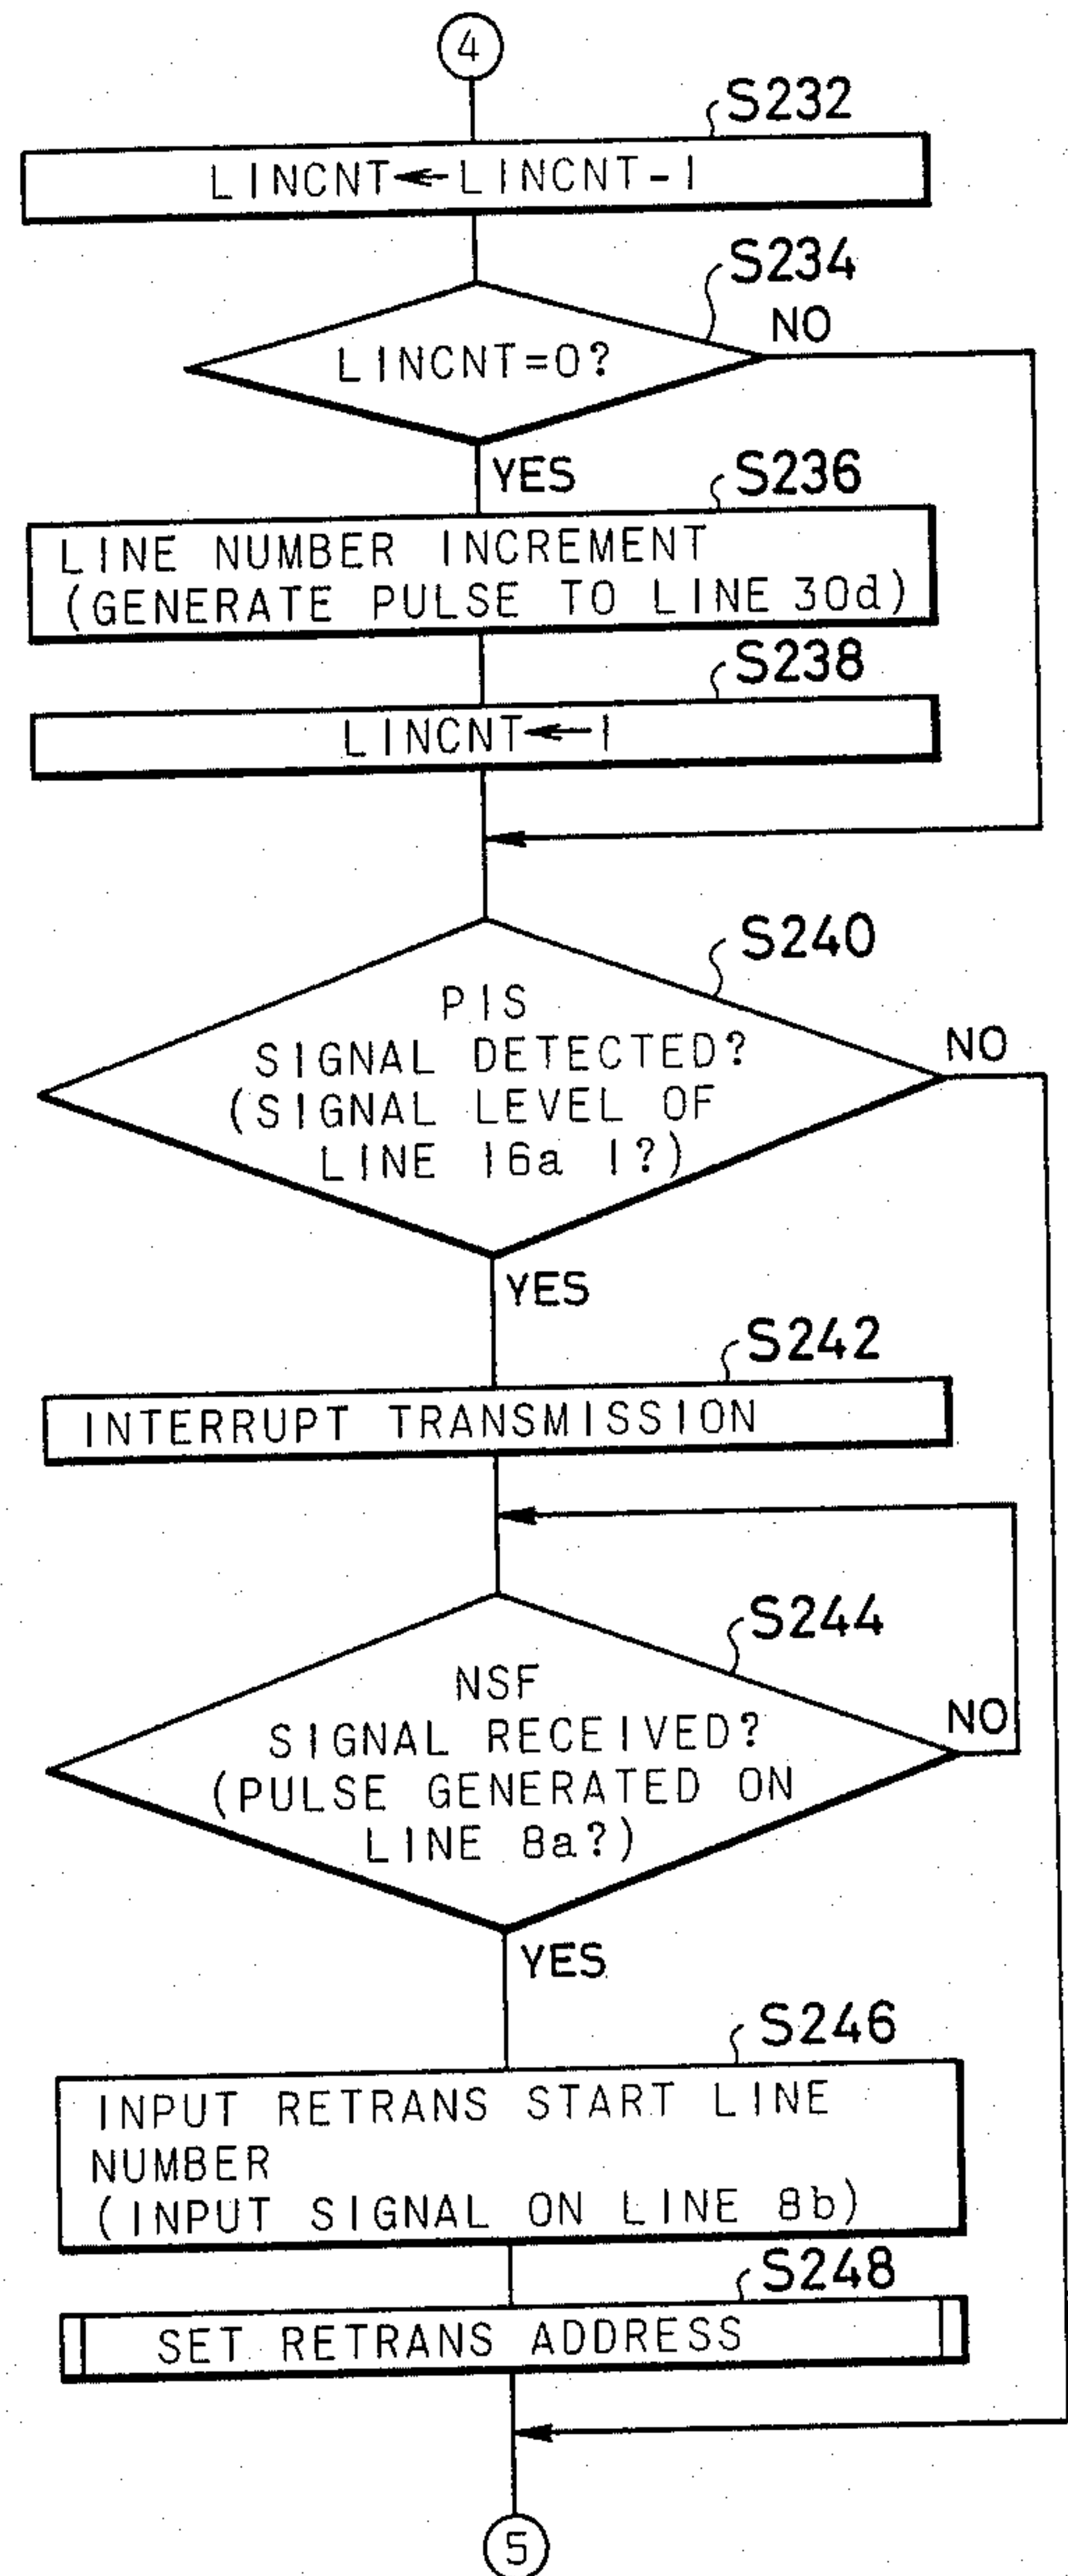 4
S232
LINCNT←LINCNT-1
S234
LINCNT=0?
NO
YES
S236
LINE NUMBER INCREMENT
(GENERATE PULSE TO LINE 30d)
S238
LINCNT←1
S240
PIS
SIGNAL DETECTED?
(SIGNAL LEVEL OF
LINE 16a 1?)
NO
YES
S242
INTERRUPT TRANSMISSION
S244
NSF
SIGNAL RECEIVED?
(PULSE GENERATED ON
LINE 8a?)
NO
YES
S246
INPUT RETRANS START LINE
NUMBER
(INPUT SIGNAL ON LINE 8b)
S248
SET RETRANS ADDRESS
5